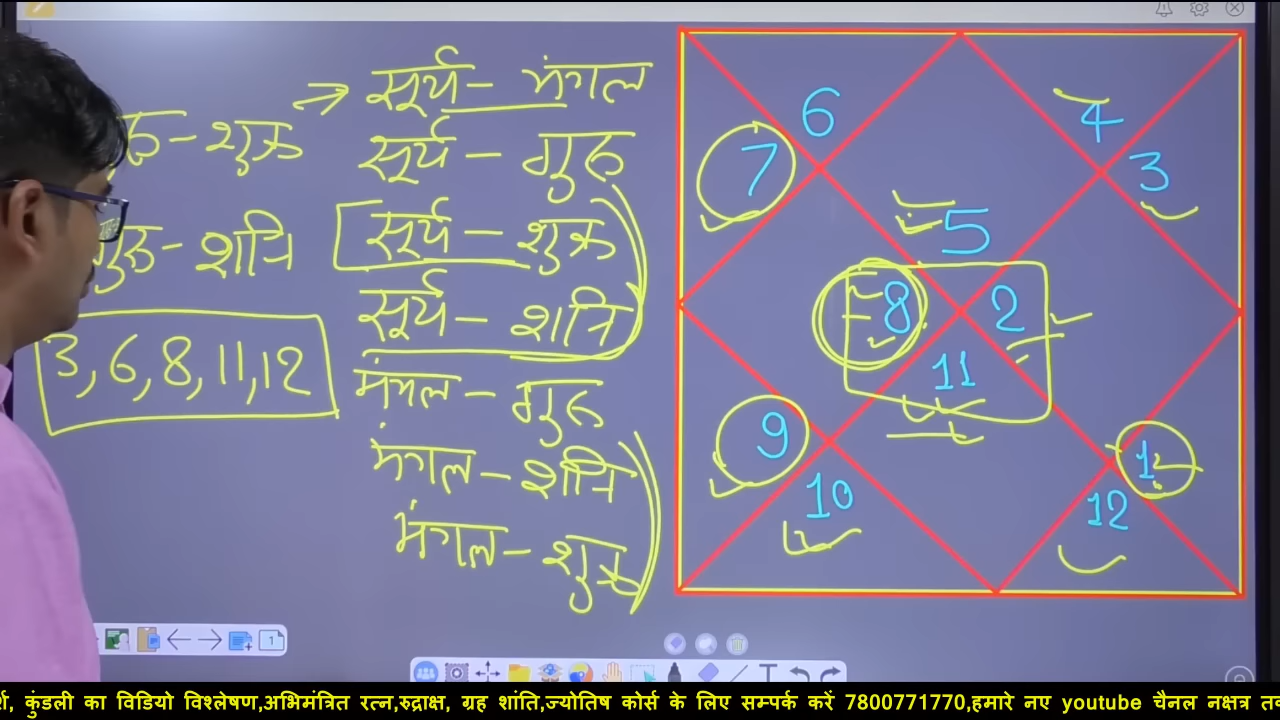 गुरु-शुक्र
गुरु- शनि
3, 6, 8, 11, 12
→ सूर्य- मंगल
सूर्य - गुरु
सूर्य - शुक्र
सूर्य - शनि
मंगल - गुरु
मंगल - शनि
मंगल - शुक्र
6
4
7
3
5
8
2
11
9
1
10
12
1
कुंडली का विडियो विश्लेषण,अभिमंत्रित रत्न,रुद्राक्ष, ग्रह शांति,ज्योतिष कोर्स के लिए सम्पर्क करें 7800771770,हमारे नए youtube चैनल नक्षत्र